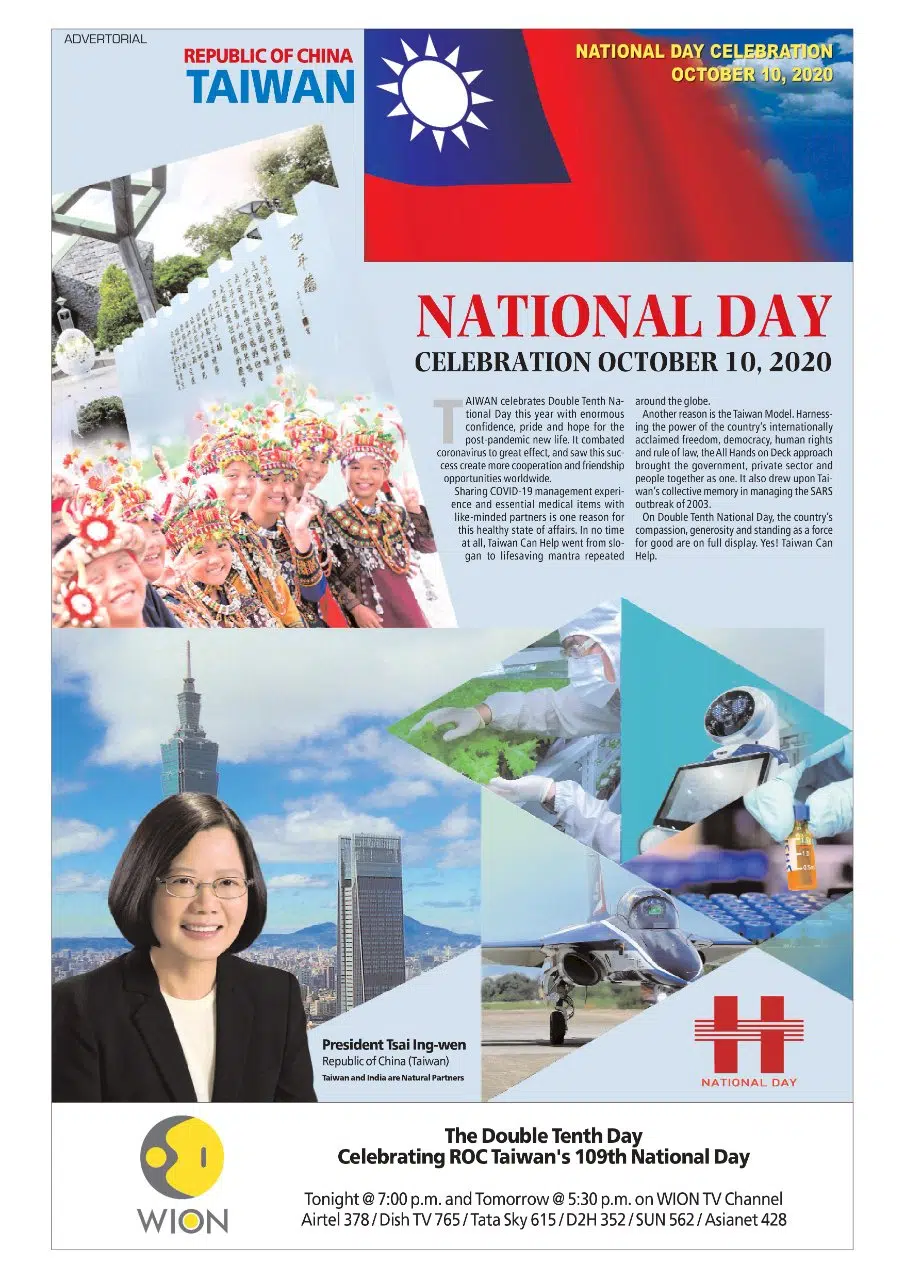 ADVERTORIAL
REPUBLIC OF CHINA
TAIWAN
NATIONAL DAY CELEBRATION
OCTOBER 10, 2020
NATIONAL DAY
CELEBRATION OCTOBER 10, 2020
TAIWAN celebrates Double Tenth Na-
tional Day this year with enormous
confidence, pride and hope for the
post-pandemic new life. It combated
coronavirus to great effect, and saw this suc-
cess create more cooperation and friendship
opportunities worldwide.
Sharing COVID-19 management experi-
ence and essential medical items with
like-minded partners is one reason for
this healthy state of affairs. In no time
at all, Taiwan Can Help went from slo-
gan to lifesaving mantra repeated
around the globe.
Another reason is the Taiwan Model. Harness-
ing the power of the country's internationally
acclaimed freedom, democracy, human rights
and rule of law, the All Hands on Deck approach
brought the government, private sector and
people together as one. It also drew upon Tai-
wan's collective memory in managing the SARS
outbreak of 2003.
On Double Tenth National Day, the country's
compassion, generosity and standing as a force
for good are on full display. Yes! Taiwan Can
Help.
President Tsai Ing-wen
Republic of China (Taiwan)
Taiwan and India are Natural Partners
NATIONAL DAY
WION
The Double Tenth Day
Celebrating ROC Taiwan's 109th National Day
Tonight @ 7:00 p.m. and Tomorrow @ 5:30 p.m. on WION TV Channel
Airtel 378 / Dish TV 765 / Tata Sky 615 / D2H 352 / SUN 562 / Asianet 428